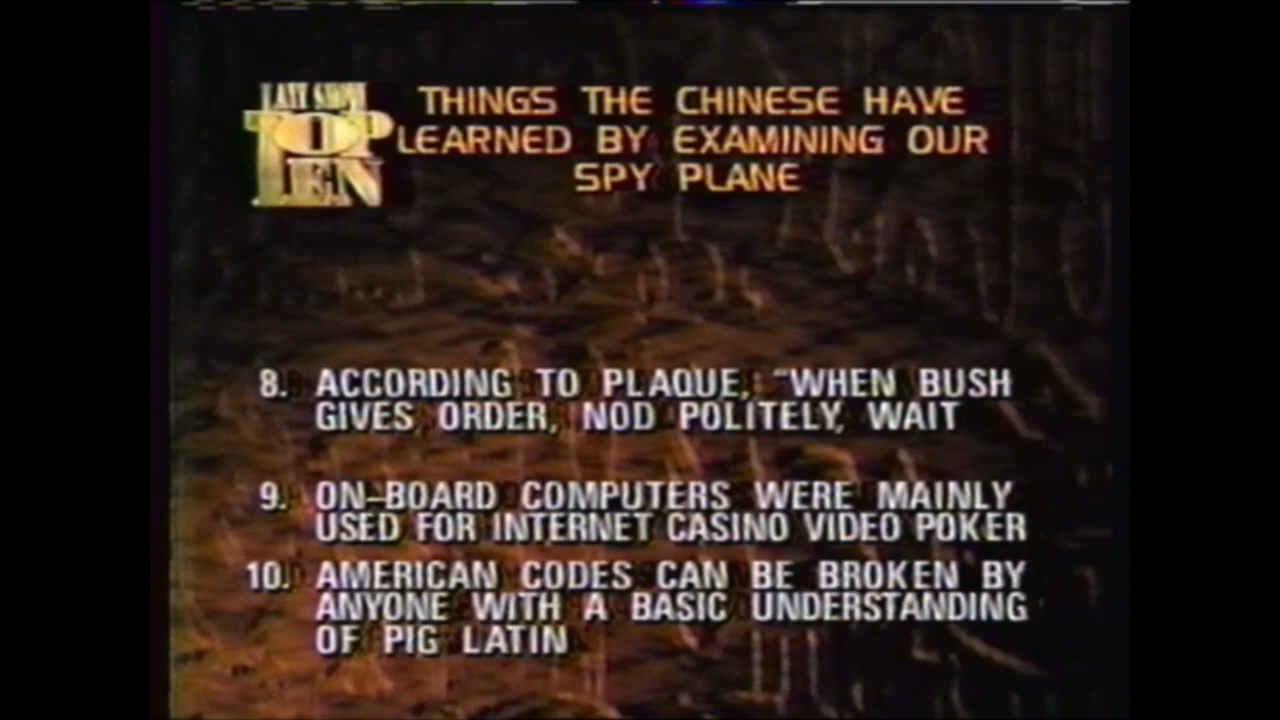 LATE SHOW
TOP
TEN
THINGS THE CHINESE HAVE
LEARNED BY EXAMINING OUR
SPY PLANE
8. ACCORDING TO PLAQUE, "WHEN BUSH
GIVES ORDER, NOD POLITELY, WAIT
9. ON-BOARD COMPUTERS WERE MAINLY
USED FOR INTERNET CASINO VIDEO POKER
10. AMERICAN CODES CAN BE BROKEN BY
ANYONE WITH A BASIC UNDERSTANDING
OF PIG LATIN